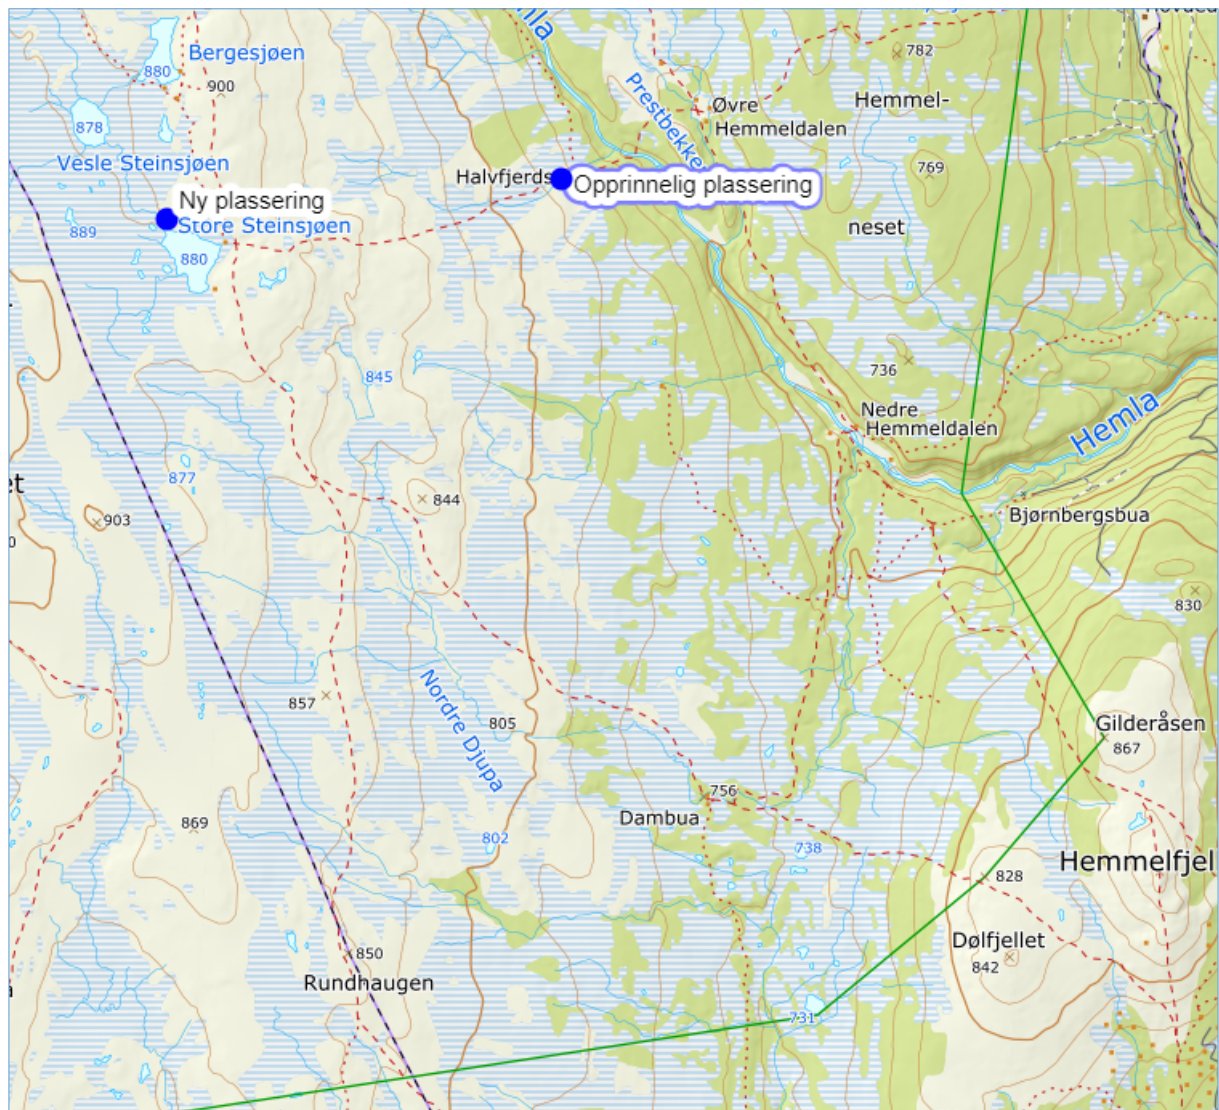 Bergesjøen
880
900
782
878
Øvre
Hemmeldalen
Hemmel-
Prestbekke
Vesle Steinsjøen
769
Halvfjerds
Opprinnelig plassering
Ny plassering
Store Steinsjøen
neset
889
880
845
736
Nedre
Hemmeldalen
Hemla
877
844
903
Bjørnbergsbua
830
857
Nordre Djupa
805
Gilderåsen
867
756
Dambua
869
802
738
Hemmelfjel
828
Dølfjellet
842
850
Rundhaugen
731